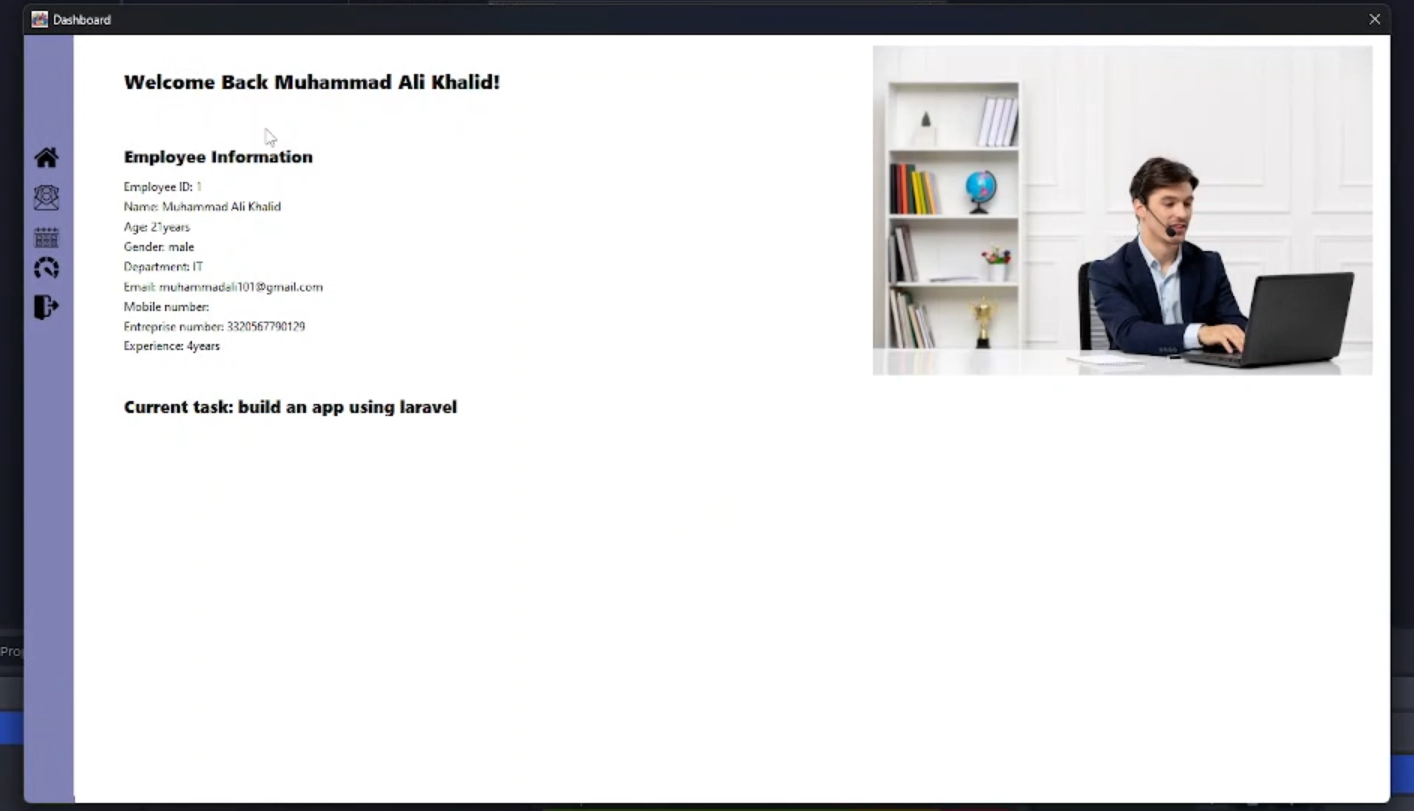 Dashboard
Welcome Back Muhammad Ali Khalid!
Employee Information
Employee ID: 1
Name: Muhammad Ali Khalid
Age: 21years
Gender: male
Department: IT
Email: muhammadali101@gmail.com
Mobile number:
Entreprise number: 3320567790129
Experience: 4years
Current task: build an app using laravel